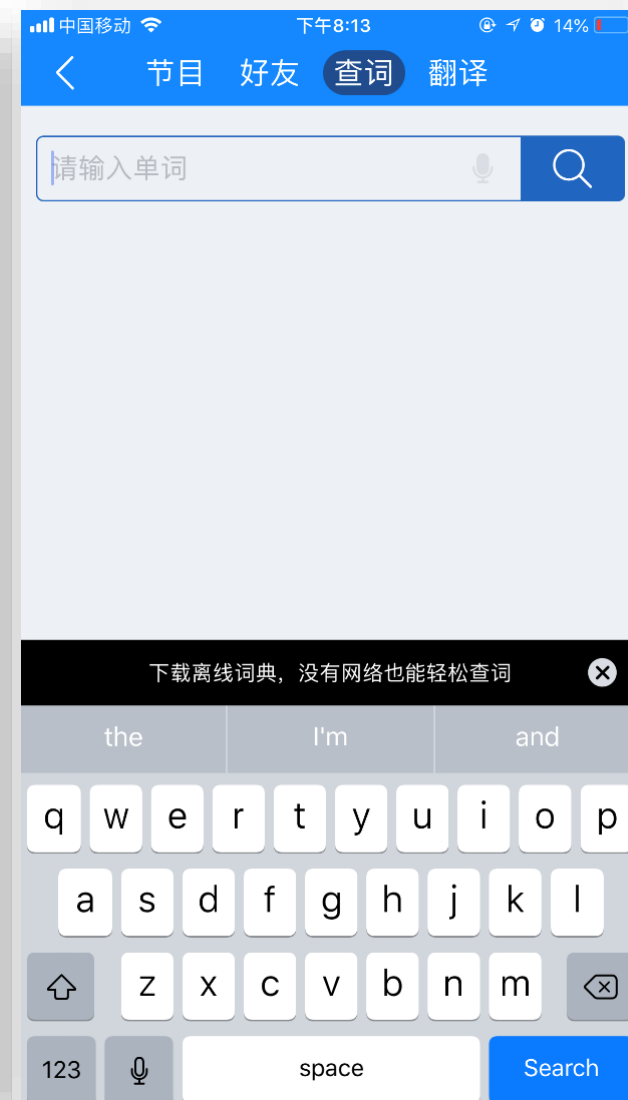 中国移动 下午8:13 14%
节目 好友 查词 翻译
请输入单词
下载离线词典，没有网络也能轻松查词
the I'm and
q w e r t y u i o p
a s d f g h j k l
z x c v b n m
123 space Search